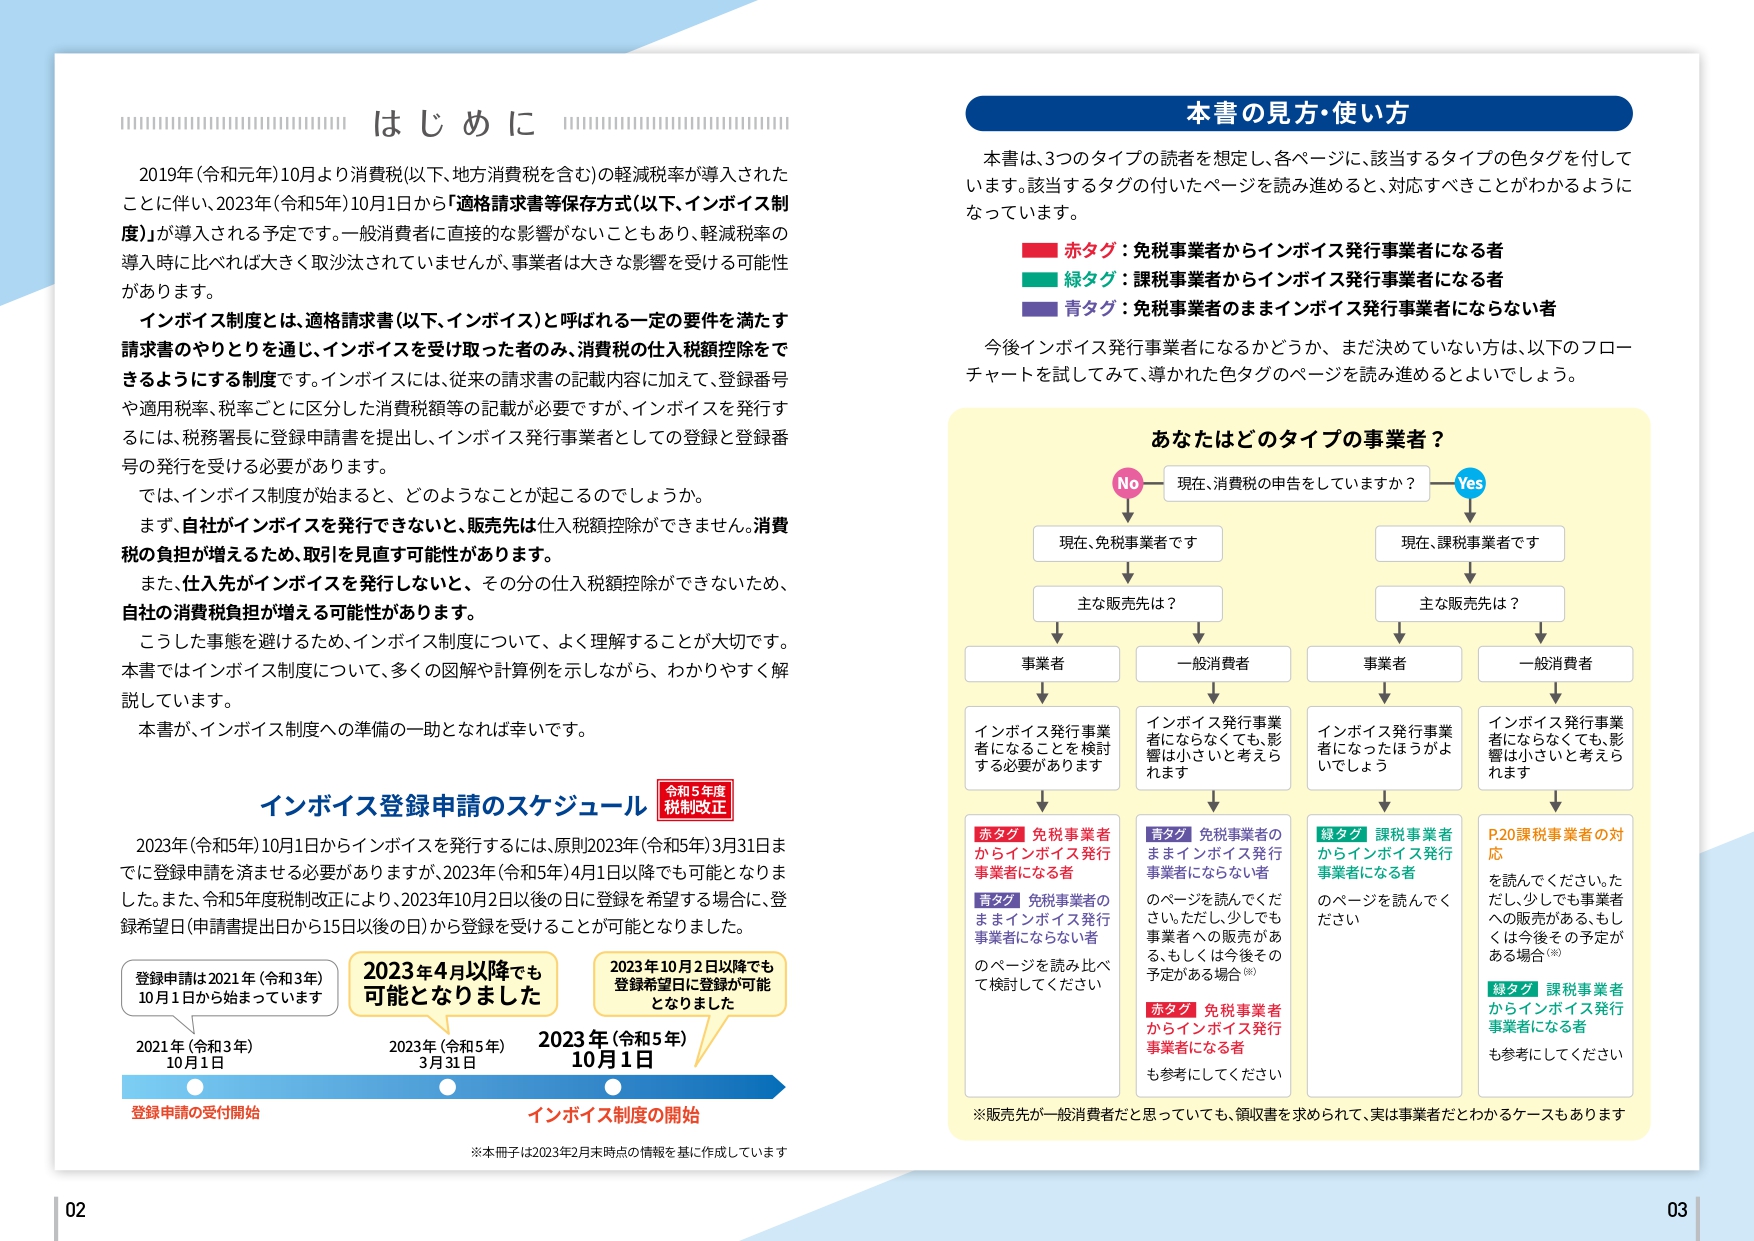 はじめに
2019年(令和元年)10月より消費税(以下、地方消費税を含む)の軽減税率が導入された
ことに伴い、2023年(令和5年)10月1日から「適格請求書等保存方式(以下、インボイス制
度)」が導入される予定です。一般消費者に直接的な影響がないこともあり、軽減税率の
導入時に比べれば大きく取沙汰されていませんが、事業者は大きな影響を受ける可能性
があります。
インボイス制度とは、適格請求書(以下、インボイス)と呼ばれる一定の要件を満たす
請求書のやりとりを通じ、インボイスを受け取った者のみ、消費税の仕入税額控除をで
きるようにする制度です。インボイスには、従来の請求書の記載内容に加えて、登録番号
や適用税率、税率ごとに区分した消費税額等の記載が必要ですが、インボイスを発行す
るには、税務署長に登録申請書を提出し、インボイス発行事業者としての登録と登録番
号の発行を受ける必要があります。
では、インボイス制度が始まると、どのようなことが起こるのでしょうか。
まず、自社がインボイスを発行できないと、販売先は仕入税額控除ができません。消費
税の負担が増えるため、取引を見直す可能性があります。
また、仕入先がインボイスを発行しないと、その分の仕入税額控除ができないため、
自社の消費税負担が増える可能性があります。
こうした事態を避けるため、インボイス制度について、よく理解することが大切です。
本書ではインボイス制度について、多くの図解や計算例を示しながら、わかりやすく解
説しています。
本書が、インボイス制度への準備の一助となれば幸いです。
インボイス登録申請のスケジュール
令和5年度
税制改正
2023年(令和5年)10月1日からインボイスを発行するには、原則2023年(令和5年)3月31日ま
でに登録申請を済ませる必要がありますが、2023年(令和5年)4月1日以降でも可能となりま
した。また、令和5年度税制改正により、2023年10月2日以後の日に登録を希望する場合に、登
録希望日(申請書提出日から15日以後の日)から登録を受けることが可能となりました。
登録申請は2021年(令和3年)
10月1日から始まっています
2023年4月以降でも
可能となりました
2023年10月2日以降でも
登録希望日に登録が可能
となりました
2021年(令和3年)
10月1日
2023年(令和5年)
3月31日
2023年(令和5年)
10月1日
登録申請の受付開始
インボイス制度の開始
※本冊子は2023年2月末時点の情報を基に作成しています
02
本書の見方・使い方
本書は、3つのタイプの読者を想定し、各ページに、該当するタイプの色タグを付して
います。該当するタグの付いたページを読み進めると、対応すべきことがわかるように
なっています。
赤タグ：免税事業者からインボイス発行事業者になる者
緑タグ：課税事業者からインボイス発行事業者になる者
青タグ：免税事業者のままインボイス発行事業者にならない者
今後インボイス発行事業者になるかどうか、まだ決めていない方は、以下のフロー
チャートを試してみて、導かれた色タグのページを読み進めるとよいでしょう。
あなたはどのタイプの事業者？
No
現在、消費税の申告をしていますか？
Yes
現在、免税事業者です
現在、課税事業者です
主な販売先は？
主な販売先は？
事業者
一般消費者
事業者
一般消費者
インボイス発行事業
者になることを検討
する必要があります
インボイス発行事業
者にならなくても、影
響は小さいと考えら
れます
インボイス発行事業
者になったほうがよ
いでしょう
インボイス発行事業
者にならなくても、影
響は小さいと考えら
れます
赤タグ 免税事業者
からインボイス発行
事業者になる者
青タグ 免税事業者の
ままインボイス発行
事業者にならない者
のページを読み比べ
て検討してください
青タグ 免税事業者の
ままインボイス発行
事業者にならない者
のページを読んでくだ
さい。ただし、少しでも
事業者への販売があ
る、もしくは今後その
予定がある場合(※)
赤タグ 免税事業者
からインボイス発行
事業者になる者
も参考にしてください
緑タグ 課税事業者
からインボイス発行
事業者になる者
のページを読んでく
ださい
P.20課税事業者の対
応
を読んでください。た
だし、少しでも事業者
への販売がある、もし
くは今後その予定が
ある場合(※)
緑タグ 課税事業者
からインボイス発行
事業者になる者
も参考にしてください
※販売先が一般消費者だと思っていても、領収書を求められて、実は事業者だとわかるケースもあります
03